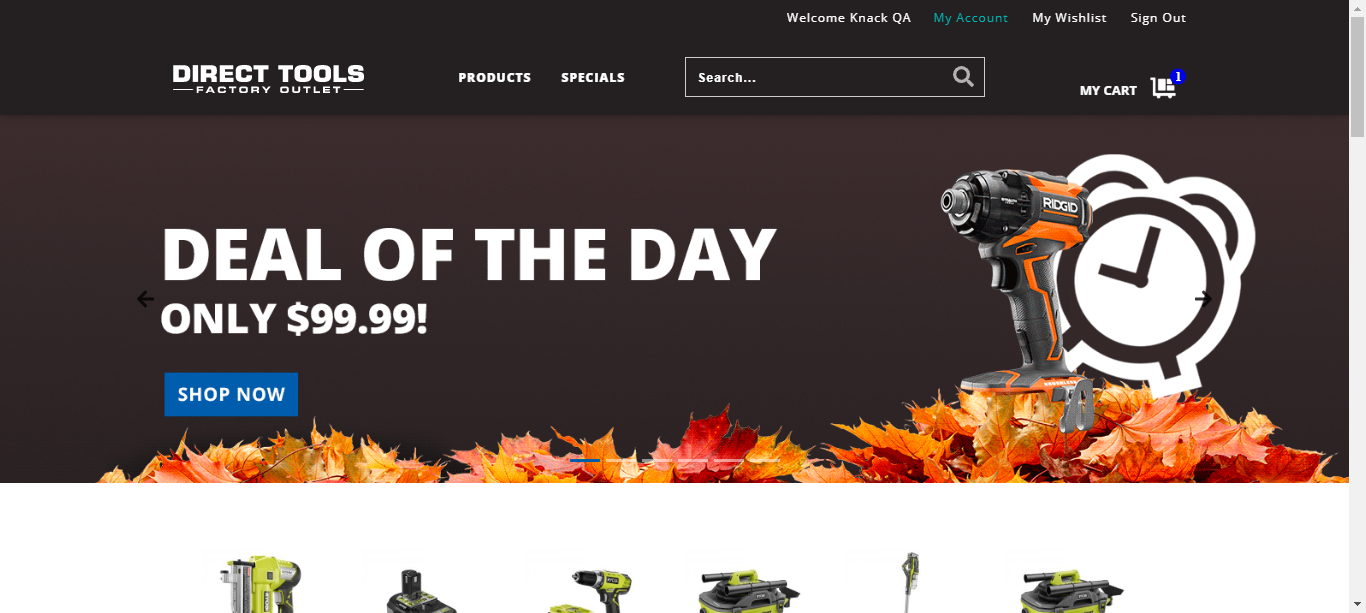 Welcome Knack QA My Account My Wishlist Sign Out
DIRECT TOOLS
FACTORY OUTLET
PRODUCTS SPECIALS
Search...
MY CART 1
RIDGID
DEAL OF THE DAY
ONLY $99.99!
BRUSHLESS
SHOP NOW